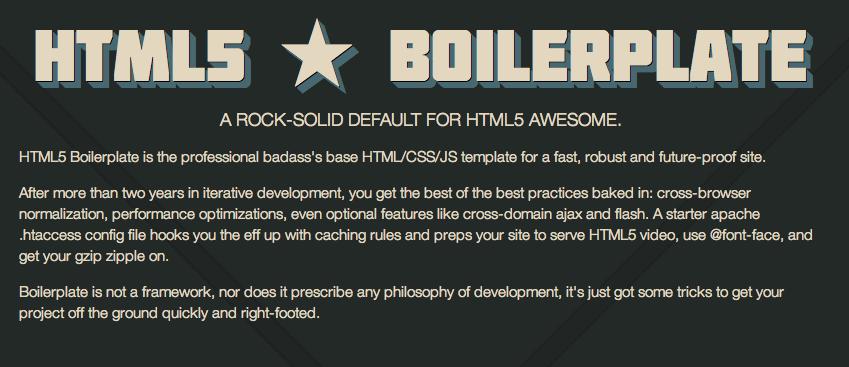 HTML5 ★ BOILERPLATE
A ROCK-SOLID DEFAULT FOR HTML5 AWESOME.
HTML5 Boilerplate is the professional badass's base HTML/CSS/JS template for a fast, robust and future-proof site.
After more than two years in iterative development, you get the best of the best practices baked in: cross-browser
normalization, performance optimizations, even optional features like cross-domain ajax and flash. A starter apache
.htaccess config file hooks you the eff up with caching rules and preps your site to serve HTML5 video, use @font-face, and
get your gzip zipple on.
Boilerplate is not a framework, nor does it prescribe any philosophy of development, it's just got some tricks to get your
project off the ground quickly and right-footed.